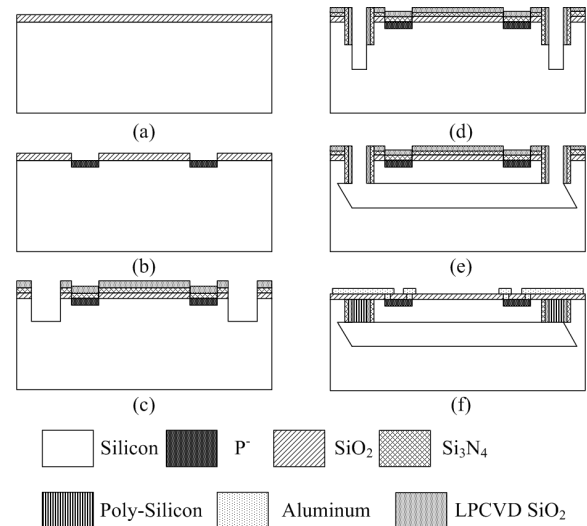 (a)
(b)
(c)
(d)
(e)
(f)
Silicon P⁻ SiO₂ Si₃N₄
Poly-Silicon Aluminum LPCVD SiO₂